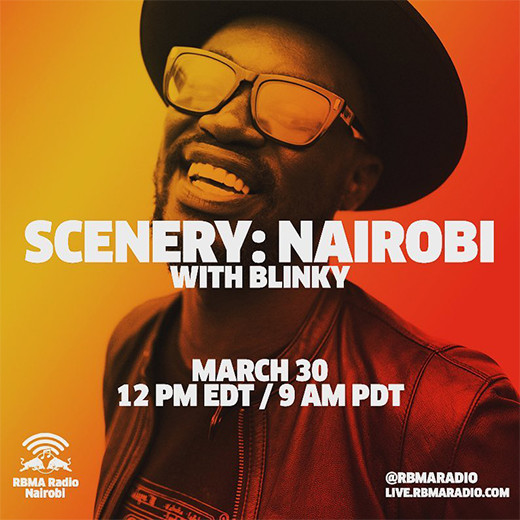 SCENERY: NAIROBI
WITH BLINKY
MARCH 30
12 PM EDT / 9 AM PDT
RBMA Radio
Nairobi
@RBMARADIO
LIVE.RBMARADIO.COM